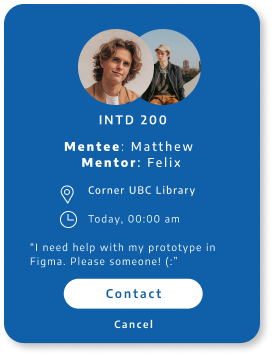 INTD 200
Mentee: Matthew
Mentor: Felix
Corner UBC Library
Today, 00:00 am
“I need help with my prototype in
Figma. Please someone! (:”
Contact
Cancel